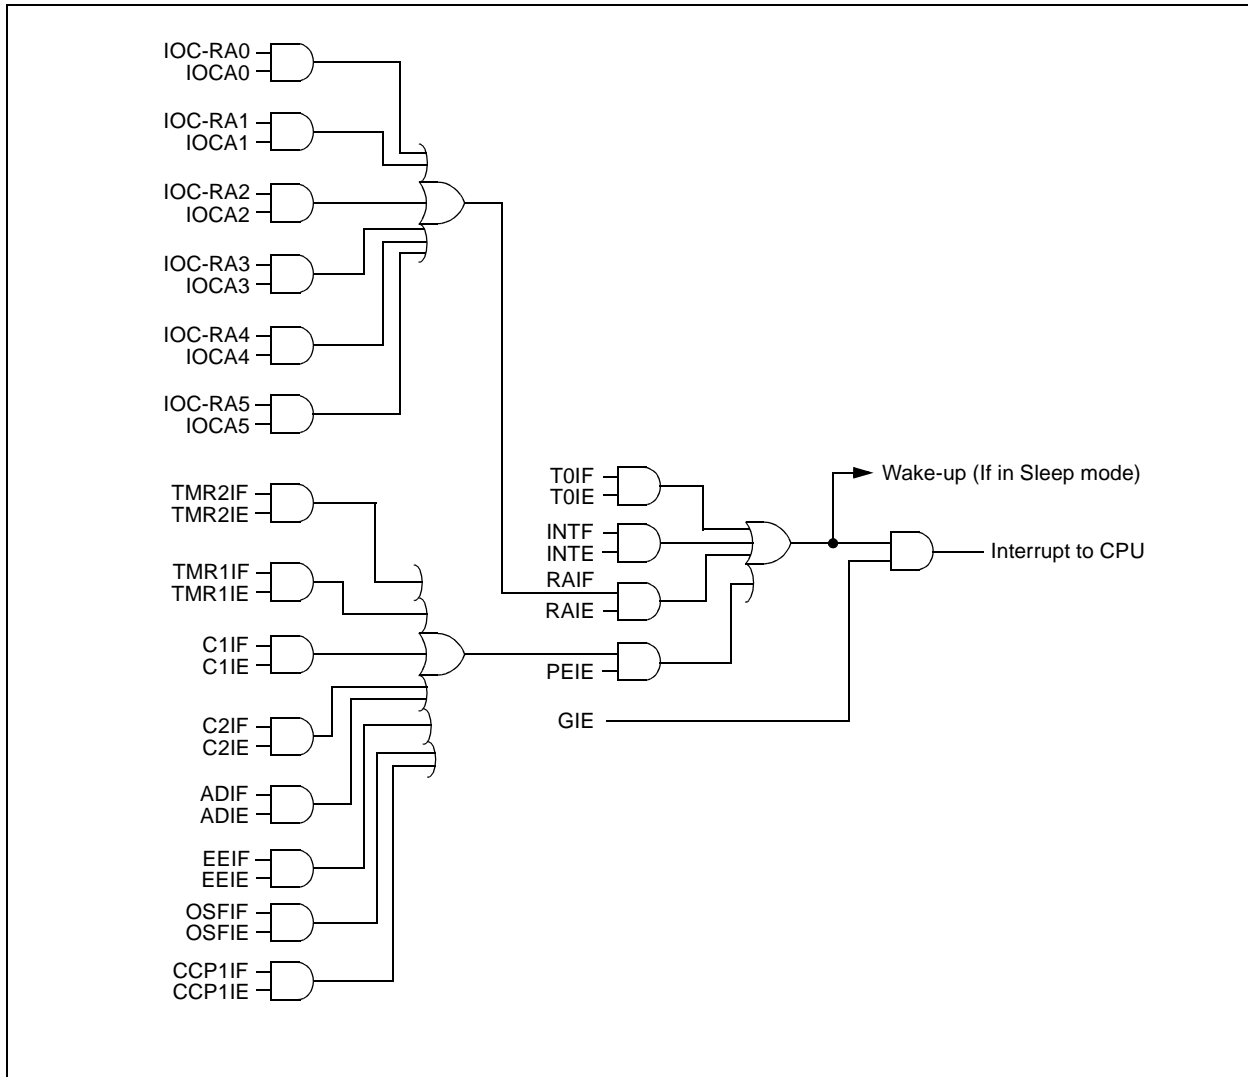 IOC-RA0
IOCA0
IOC-RA1
IOCA1
IOC-RA2
IOCA2
IOC-RA3
IOCA3
IOC-RA4
IOCA4
IOC-RA5
IOCA5
TMR2IF
TMR2IE
TMR1IF
TMR1IE
C1IF
C1IE
C2IF
C2IE
ADIF
ADIE
EEIF
EEIE
OSFIF
OSFIE
CCP1IF
CCP1IE
T0IF
T0IE
INTF
INTE
RAIF
RAIE
PEIE
GIE
Wake-up (If in Sleep mode)
Interrupt to CPU